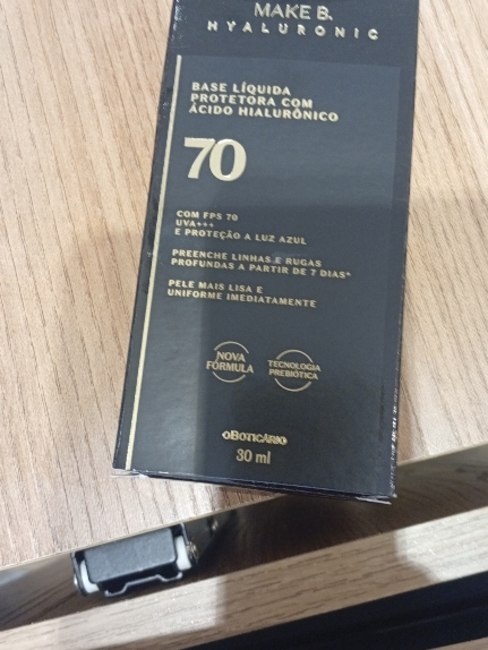 MAKE B.
HYALURONIC
BASE LÍQUIDA
PROTETORA COM
ÁCIDO HIALURÔNICO
70
COM FPS 70
UVA+++
E PROTEÇÃO A LUZ AZUL
PREENCHE LINHAS E RUGAS
PROFUNDAS A PARTIR DE 7 DIAS*
PELE MAIS LISA E
UNIFORME IMEDIATAMENTE
NOVA
FÓRMULA
TECNOLOGIA
PREBIÓTICA
oBoticário
30 ml